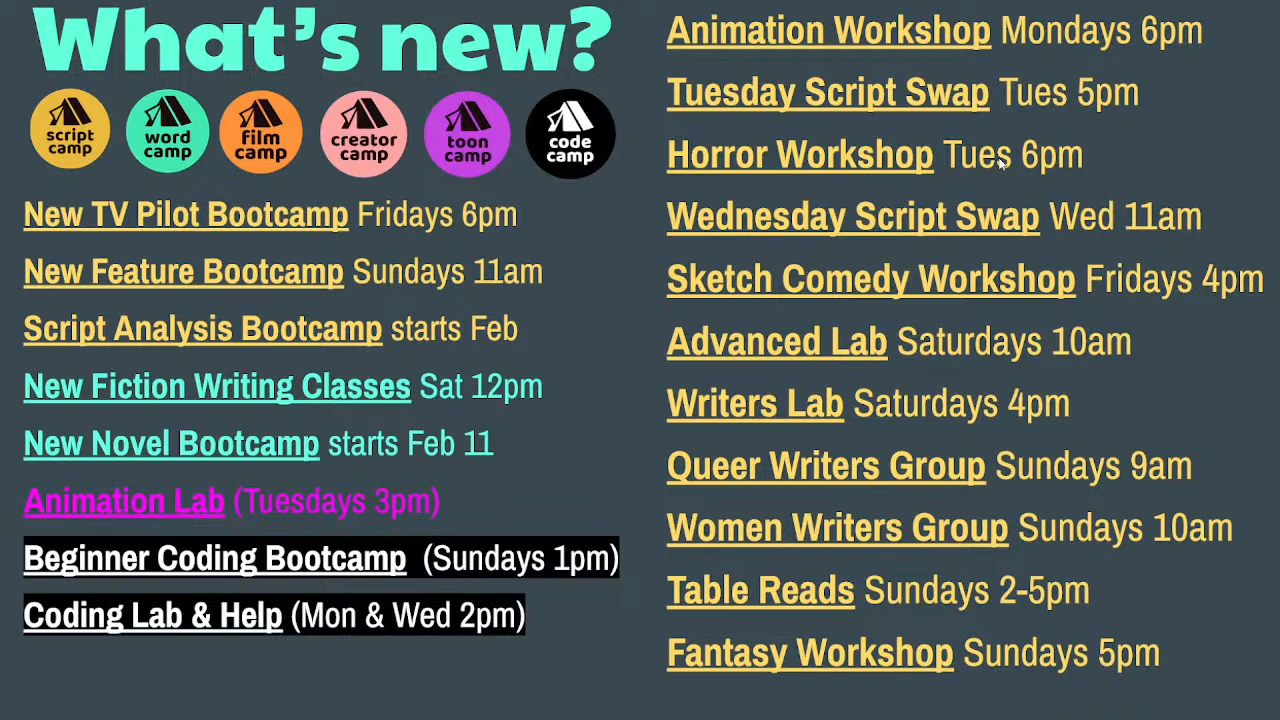 What's new?
script camp
word camp
film camp
creator camp
toon camp
code camp
New TV Pilot Bootcamp Fridays 6pm
New Feature Bootcamp Sundays 11am
Script Analysis Bootcamp starts Feb
New Fiction Writing Classes Sat 12pm
New Novel Bootcamp starts Feb 11
Animation Lab (Tuesdays 3pm)
Beginner Coding Bootcamp (Sundays 1pm)
Coding Lab & Help (Mon & Wed 2pm)
Animation Workshop Mondays 6pm
Tuesday Script Swap Tues 5pm
Horror Workshop Tues 6pm
Wednesday Script Swap Wed 11am
Sketch Comedy Workshop Fridays 4pm
Advanced Lab Saturdays 10am
Writers Lab Saturdays 4pm
Queer Writers Group Sundays 9am
Women Writers Group Sundays 10am
Table Reads Sundays 2-5pm
Fantasy Workshop Sundays 5pm